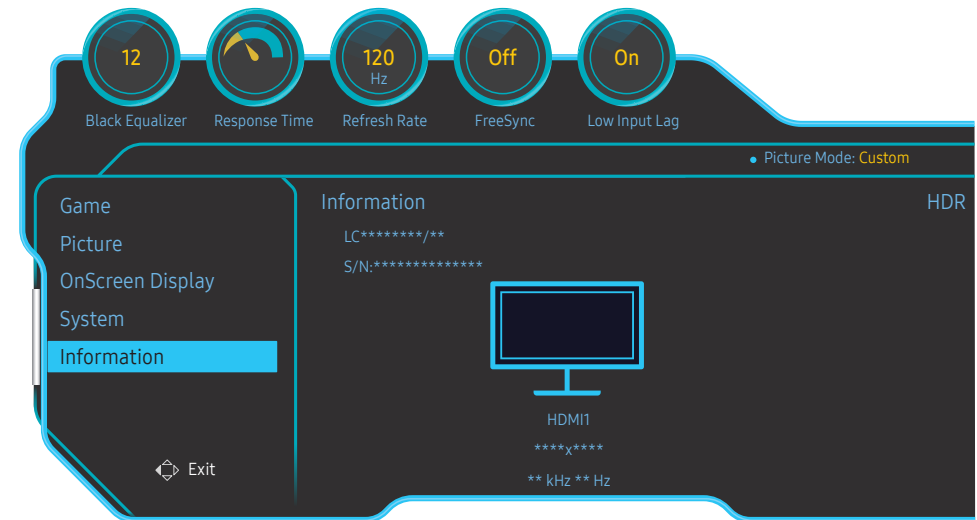 12
120
Hz
Off
On
Black Equalizer
Response Time
Refresh Rate
FreeSync
Low Input Lag
Picture Mode: Custom
Game
Picture
OnScreen Display
System
Information
Exit
Information
HDR
LC********/**
S/N:**************
HDMI1
****x****
** kHz ** Hz